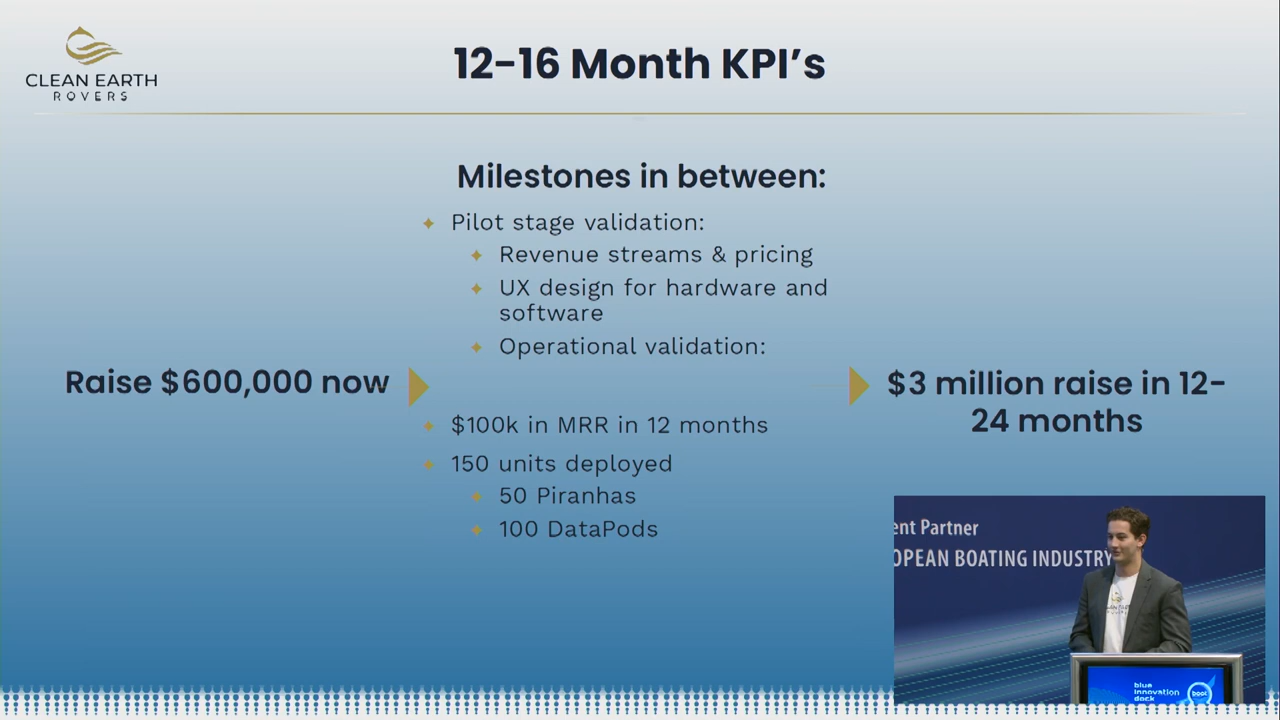 CLEAN EARTH
ROVERS
12-16 Month KPI's
Milestones in between:
Pilot stage validation:
Revenue streams & pricing
UX design for hardware and
software
Operational validation:
Raise $600,000 now
$3 million raise in 12-
24 months
$100k in MRR in 12 months
150 units deployed
50 Piranhas
100 DataPods
ent Partner
OPEAN BOATING INDUSTRY
ROVERS
blue
innovation
dock
boot